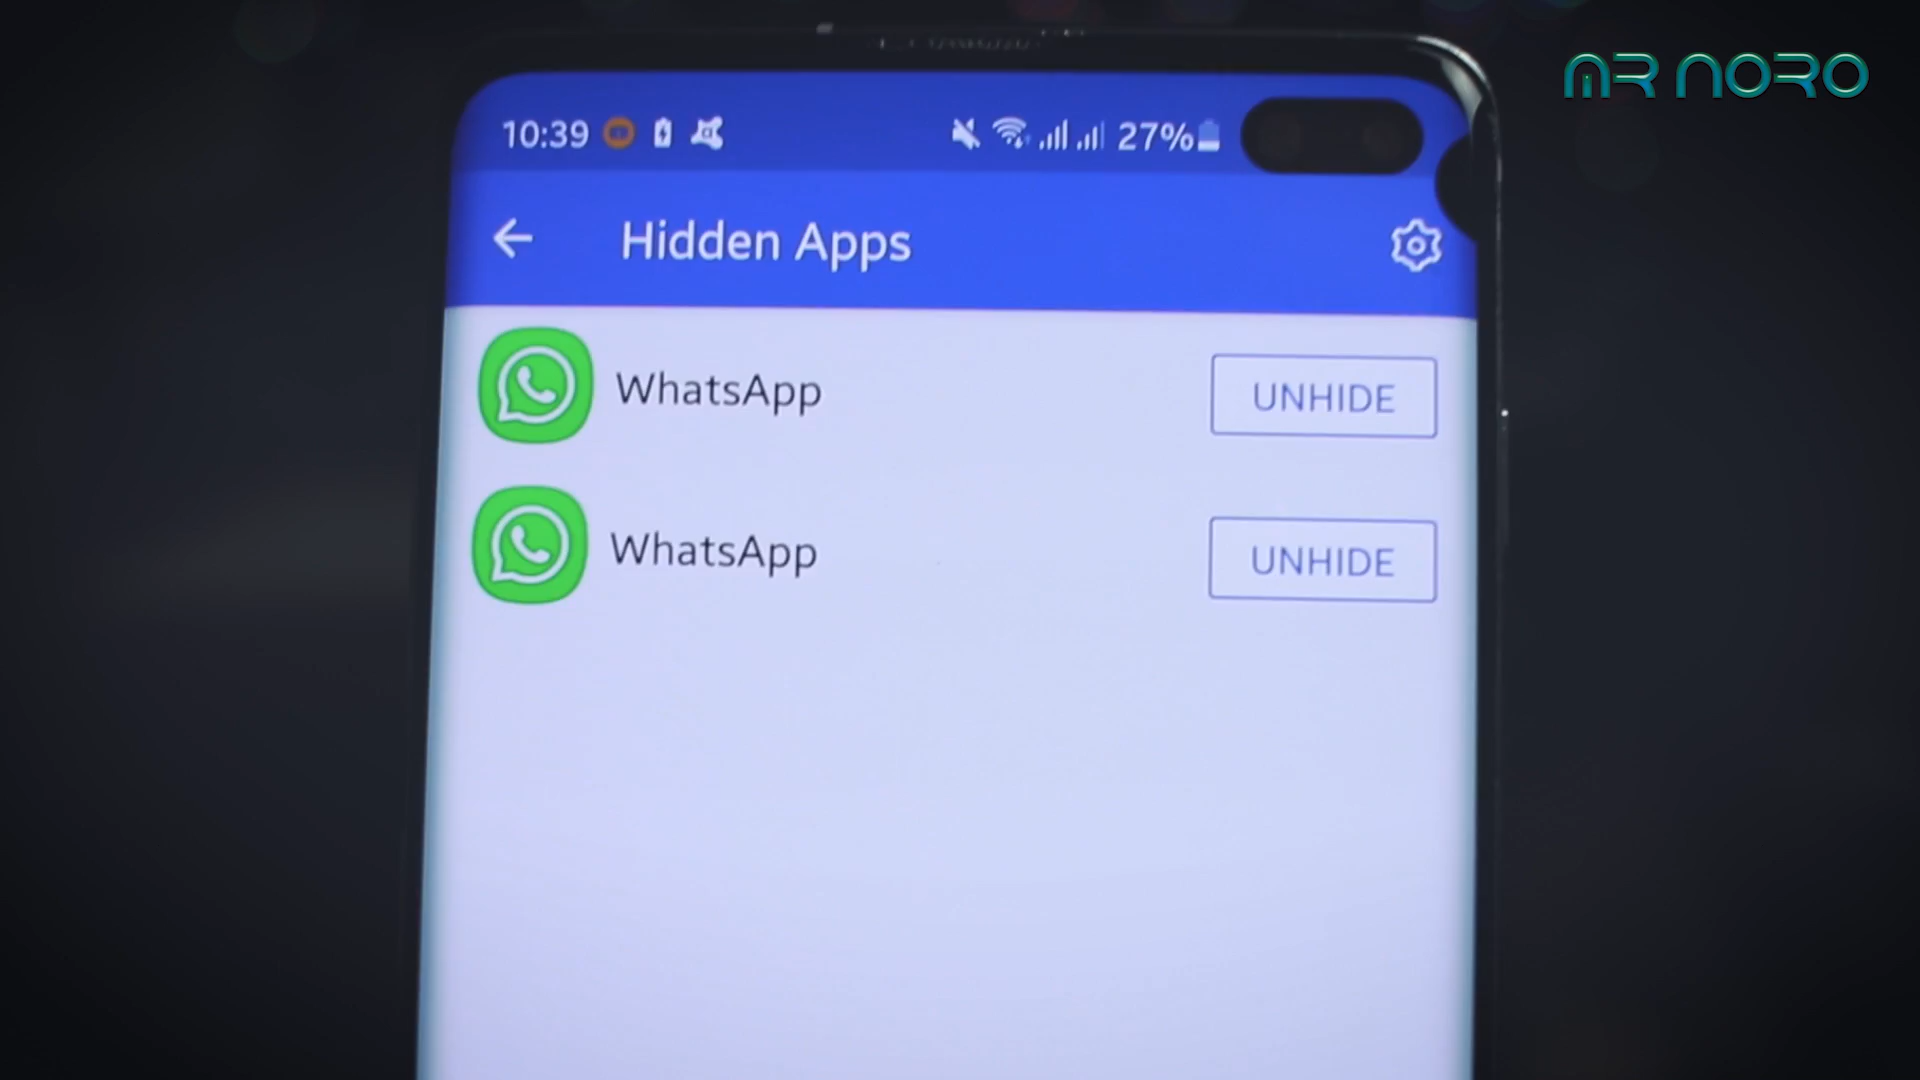 MR NORO
10:39 27%
Hidden Apps
WhatsApp UNHIDE
WhatsApp UNHIDE